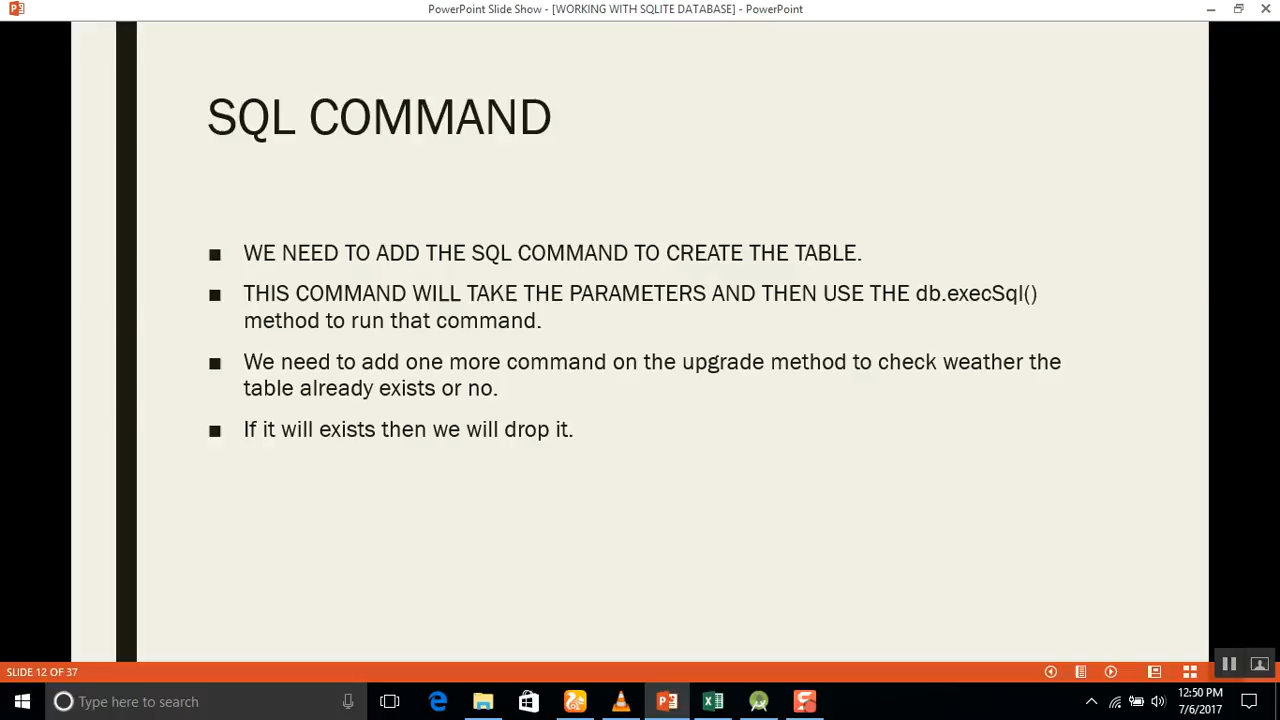 PowerPoint Slide Show - [WORKING WITH SQLITE DATABASE] - PowerPoint
SQL COMMAND
■ WE NEED TO ADD THE SQL COMMAND TO CREATE THE TABLE.
■ THIS COMMAND WILL TAKE THE PARAMETERS AND THEN USE THE db.execSql()
method to run that command.
■ We need to add one more command on the upgrade method to check weather the
table already exists or no.
■ If it will exists then we will drop it.
SLIDE 12 OF 37
Type here to search
12:50 PM
7/6/2017